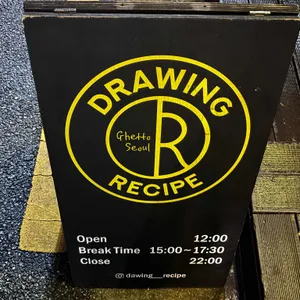 DRAWING
Ghetto
Seoul
R
RECIPE
Open 12:00
Break Time 15:00~17:30
Close 22:00
dawing__recipe